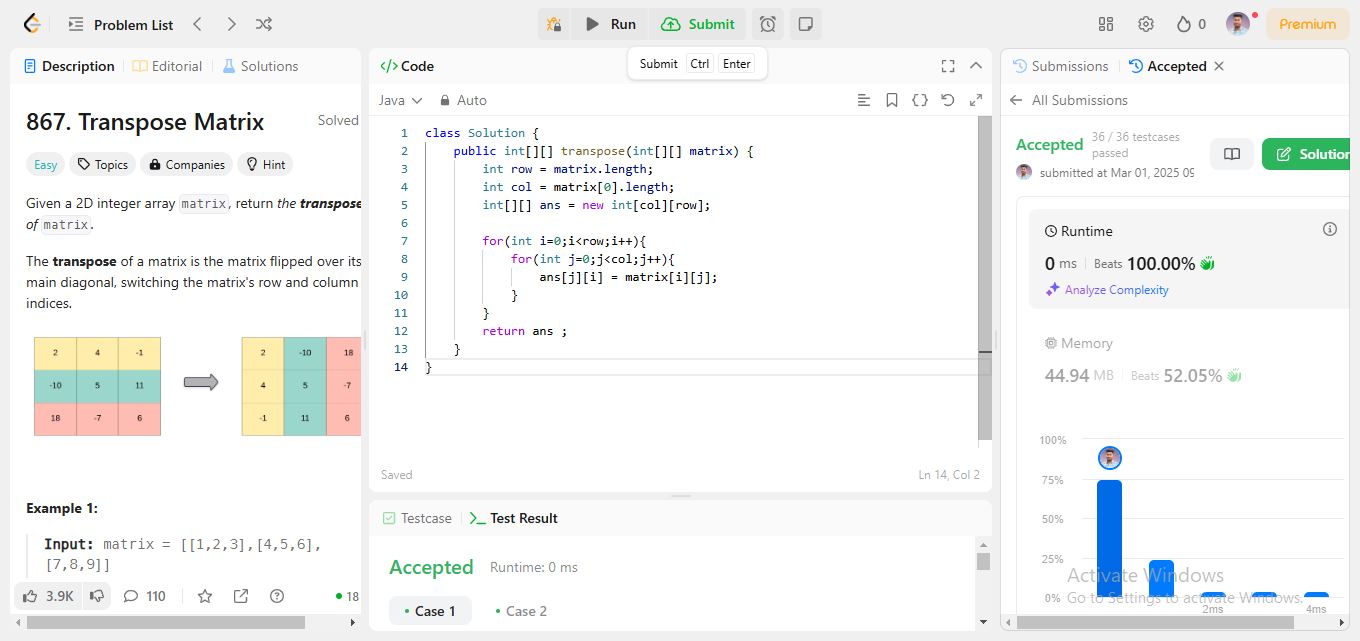 Problem List
Run
Submit
0
Premium
Submit Ctrl Enter
Description
Editorial
Solutions
867. Transpose Matrix
Solved
Easy
Topics
Companies
Hint
Given a 2D integer array matrix, return the transpose
of matrix.
The transpose of a matrix is the matrix flipped over its
main diagonal, switching the matrix's row and column
indices.
2 4 -1
-10 5 11
18 -7 6
2 -10 18
4 5 -7
-1 11 6
Example 1:
Input: matrix = [[1,2,3],[4,5,6],
[7,8,9]]
3.9K
110
18
</> Code
Java
Auto
1 class Solution {
2 public int[][] transpose(int[][] matrix) {
3 int row = matrix.length;
4 int col = matrix[0].length;
5 int[][] ans = new int[col][row];
6
7 for(int i=0;i<row;i++){
8 for(int j=0;j<col;j++){
9 ans[j][i] = matrix[i][j];
10 }
11 }
12 return ans ;
13 }
14 }
Saved
Ln 14, Col 2
Testcase
Test Result
Accepted
Runtime: 0 ms
Case 1
Case 2
Submissions
Accepted
All Submissions
Accepted
36 / 36 testcases
passed
submitted at Mar 01, 2025 09
Solution
Runtime
0 ms
Beats 100.00%
Analyze Complexity
Memory
44.94 MB
Beats 52.05%
100%
75%
50%
25%
0%
2ms
4ms
Activate Windows
Go to Settings to activate Windows.